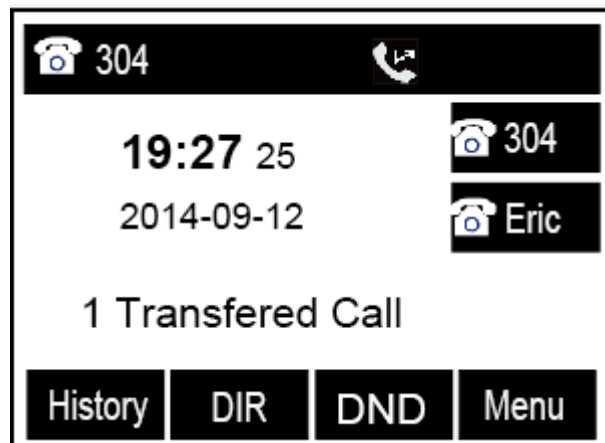 304
304
19:27 25
2014-09-12
Eric
1 Transfered Call
History DIR DND Menu